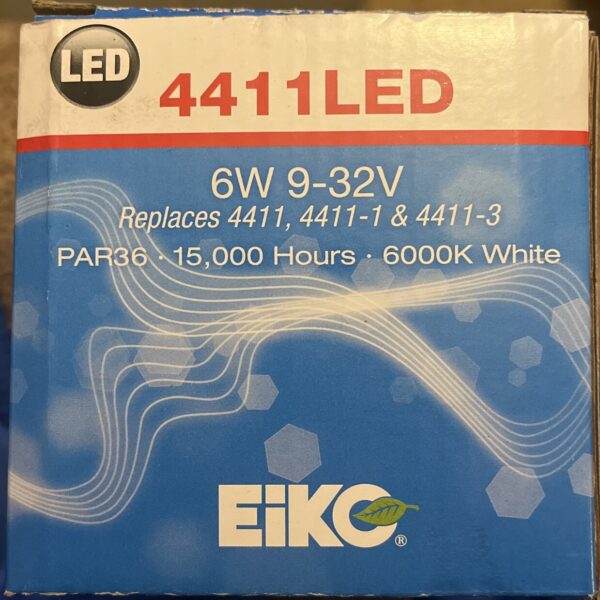 LED
4411LED
6W 9-32V
Replaces 4411, 4411-1 & 4411-3
PAR36 · 15,000 Hours · 6000K White
EiKO®